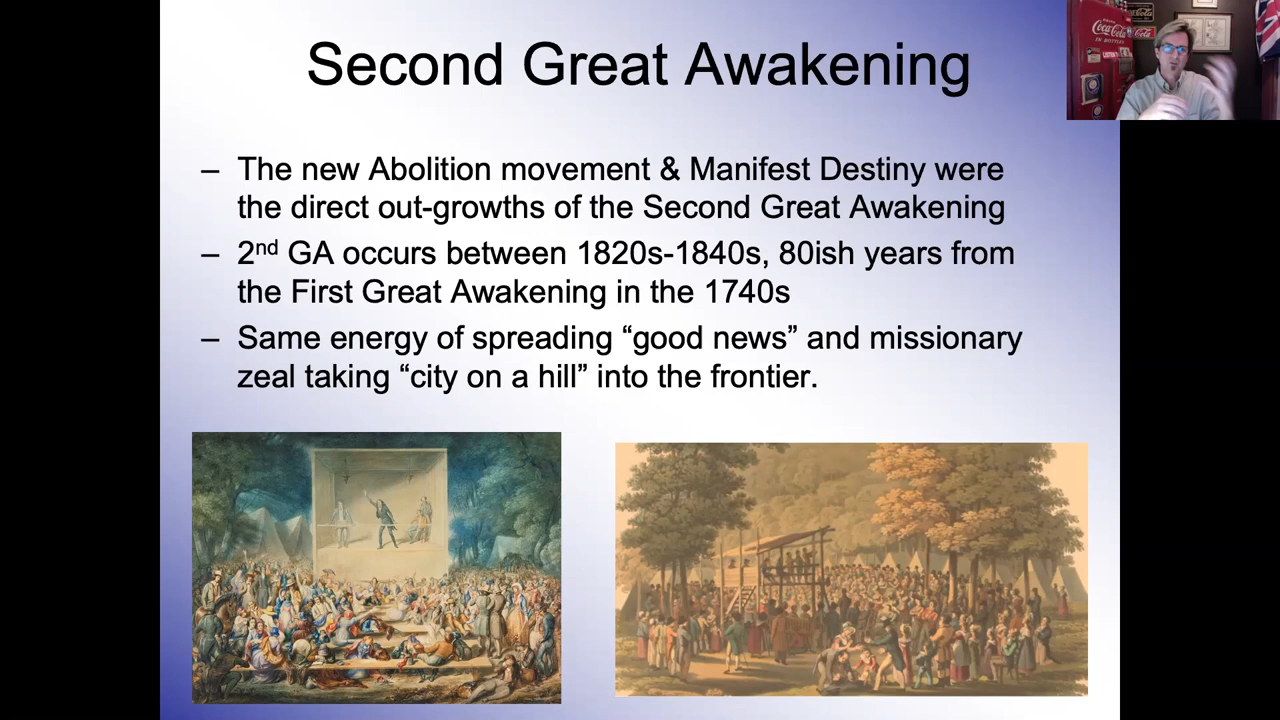 Second Great Awakening
– The new Abolition movement & Manifest Destiny were
the direct out-growths of the Second Great Awakening
– 2nd GA occurs between 1820s-1840s, 80ish years from
the First Great Awakening in the 1740s
– Same energy of spreading “good news” and missionary
zeal taking “city on a hill” into the frontier.
Coca-Cola